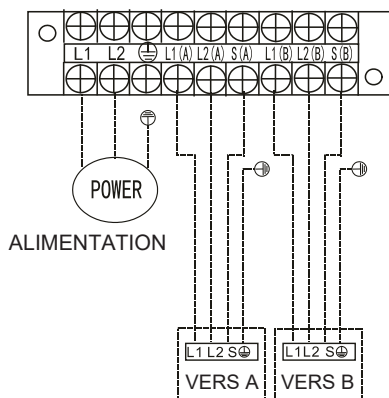 L1 L2 L1(A) L2(A) S(A) L1(B) L2(B) S(B)
POWER
ALIMENTATION
L1 L2 S L1 L2 S
VERS A VERS B